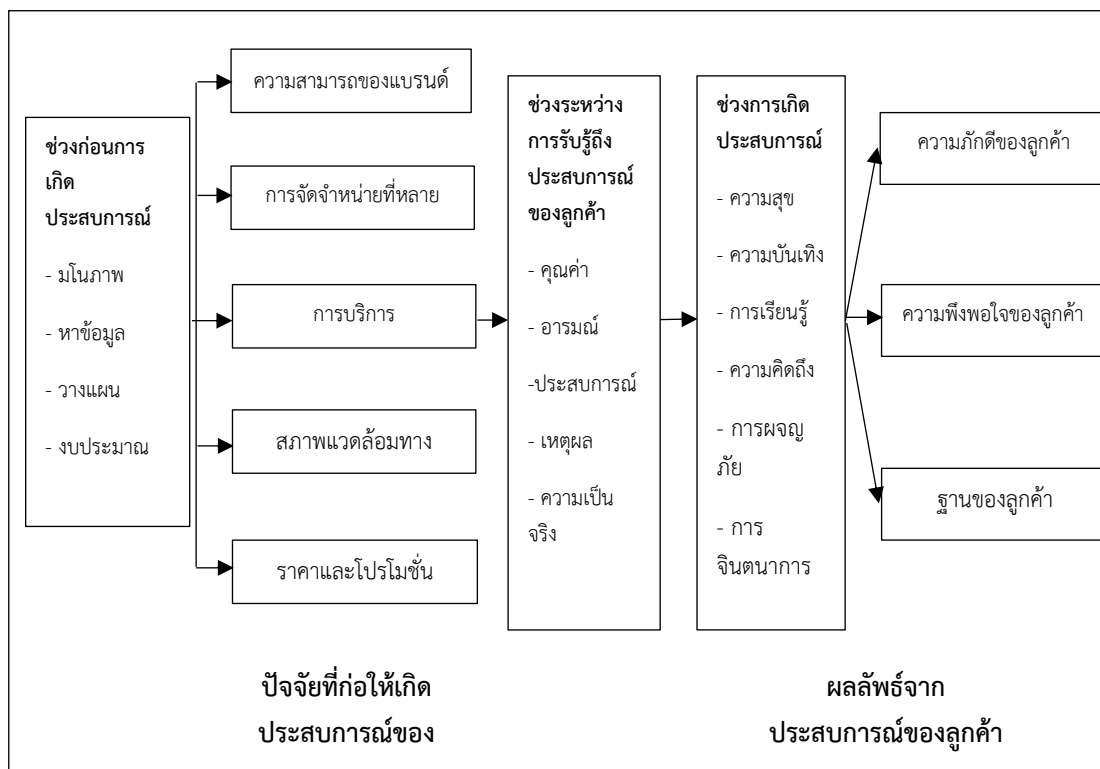 ช่วงก่อนการ
เกิด
ประสบการณ์
- มโนภาพ
- หาข้อมูล
- วางแผน
- งบประมาณ
ความสามารถของแบรนด์
การจัดจำหน่ายที่หลาย
การบริการ
สภาพแวดล้อมทาง
ราคาและโปรโมชั่น
ช่วงระหว่าง
การรับรู้ถึง
ประสบการณ์
ของลูกค้า
- คุณค่า
- อารมณ์
-ประสบการณ์
- เหตุผล
- ความเป็น
จริง
ช่วงการเกิด
ประสบการณ์
- ความสุข
- ความบันเทิง
- การเรียนรู้
- ความคิดถึง
- การผจญ
ภัย
- การ
จินตนาการ
ความภักดีของลูกค้า
ความพึงพอใจของลูกค้า
ฐานของลูกค้า
ปัจจัยที่ก่อให้เกิด
ประสบการณ์ของ
ผลลัพธ์จาก
ประสบการณ์ของลูกค้า